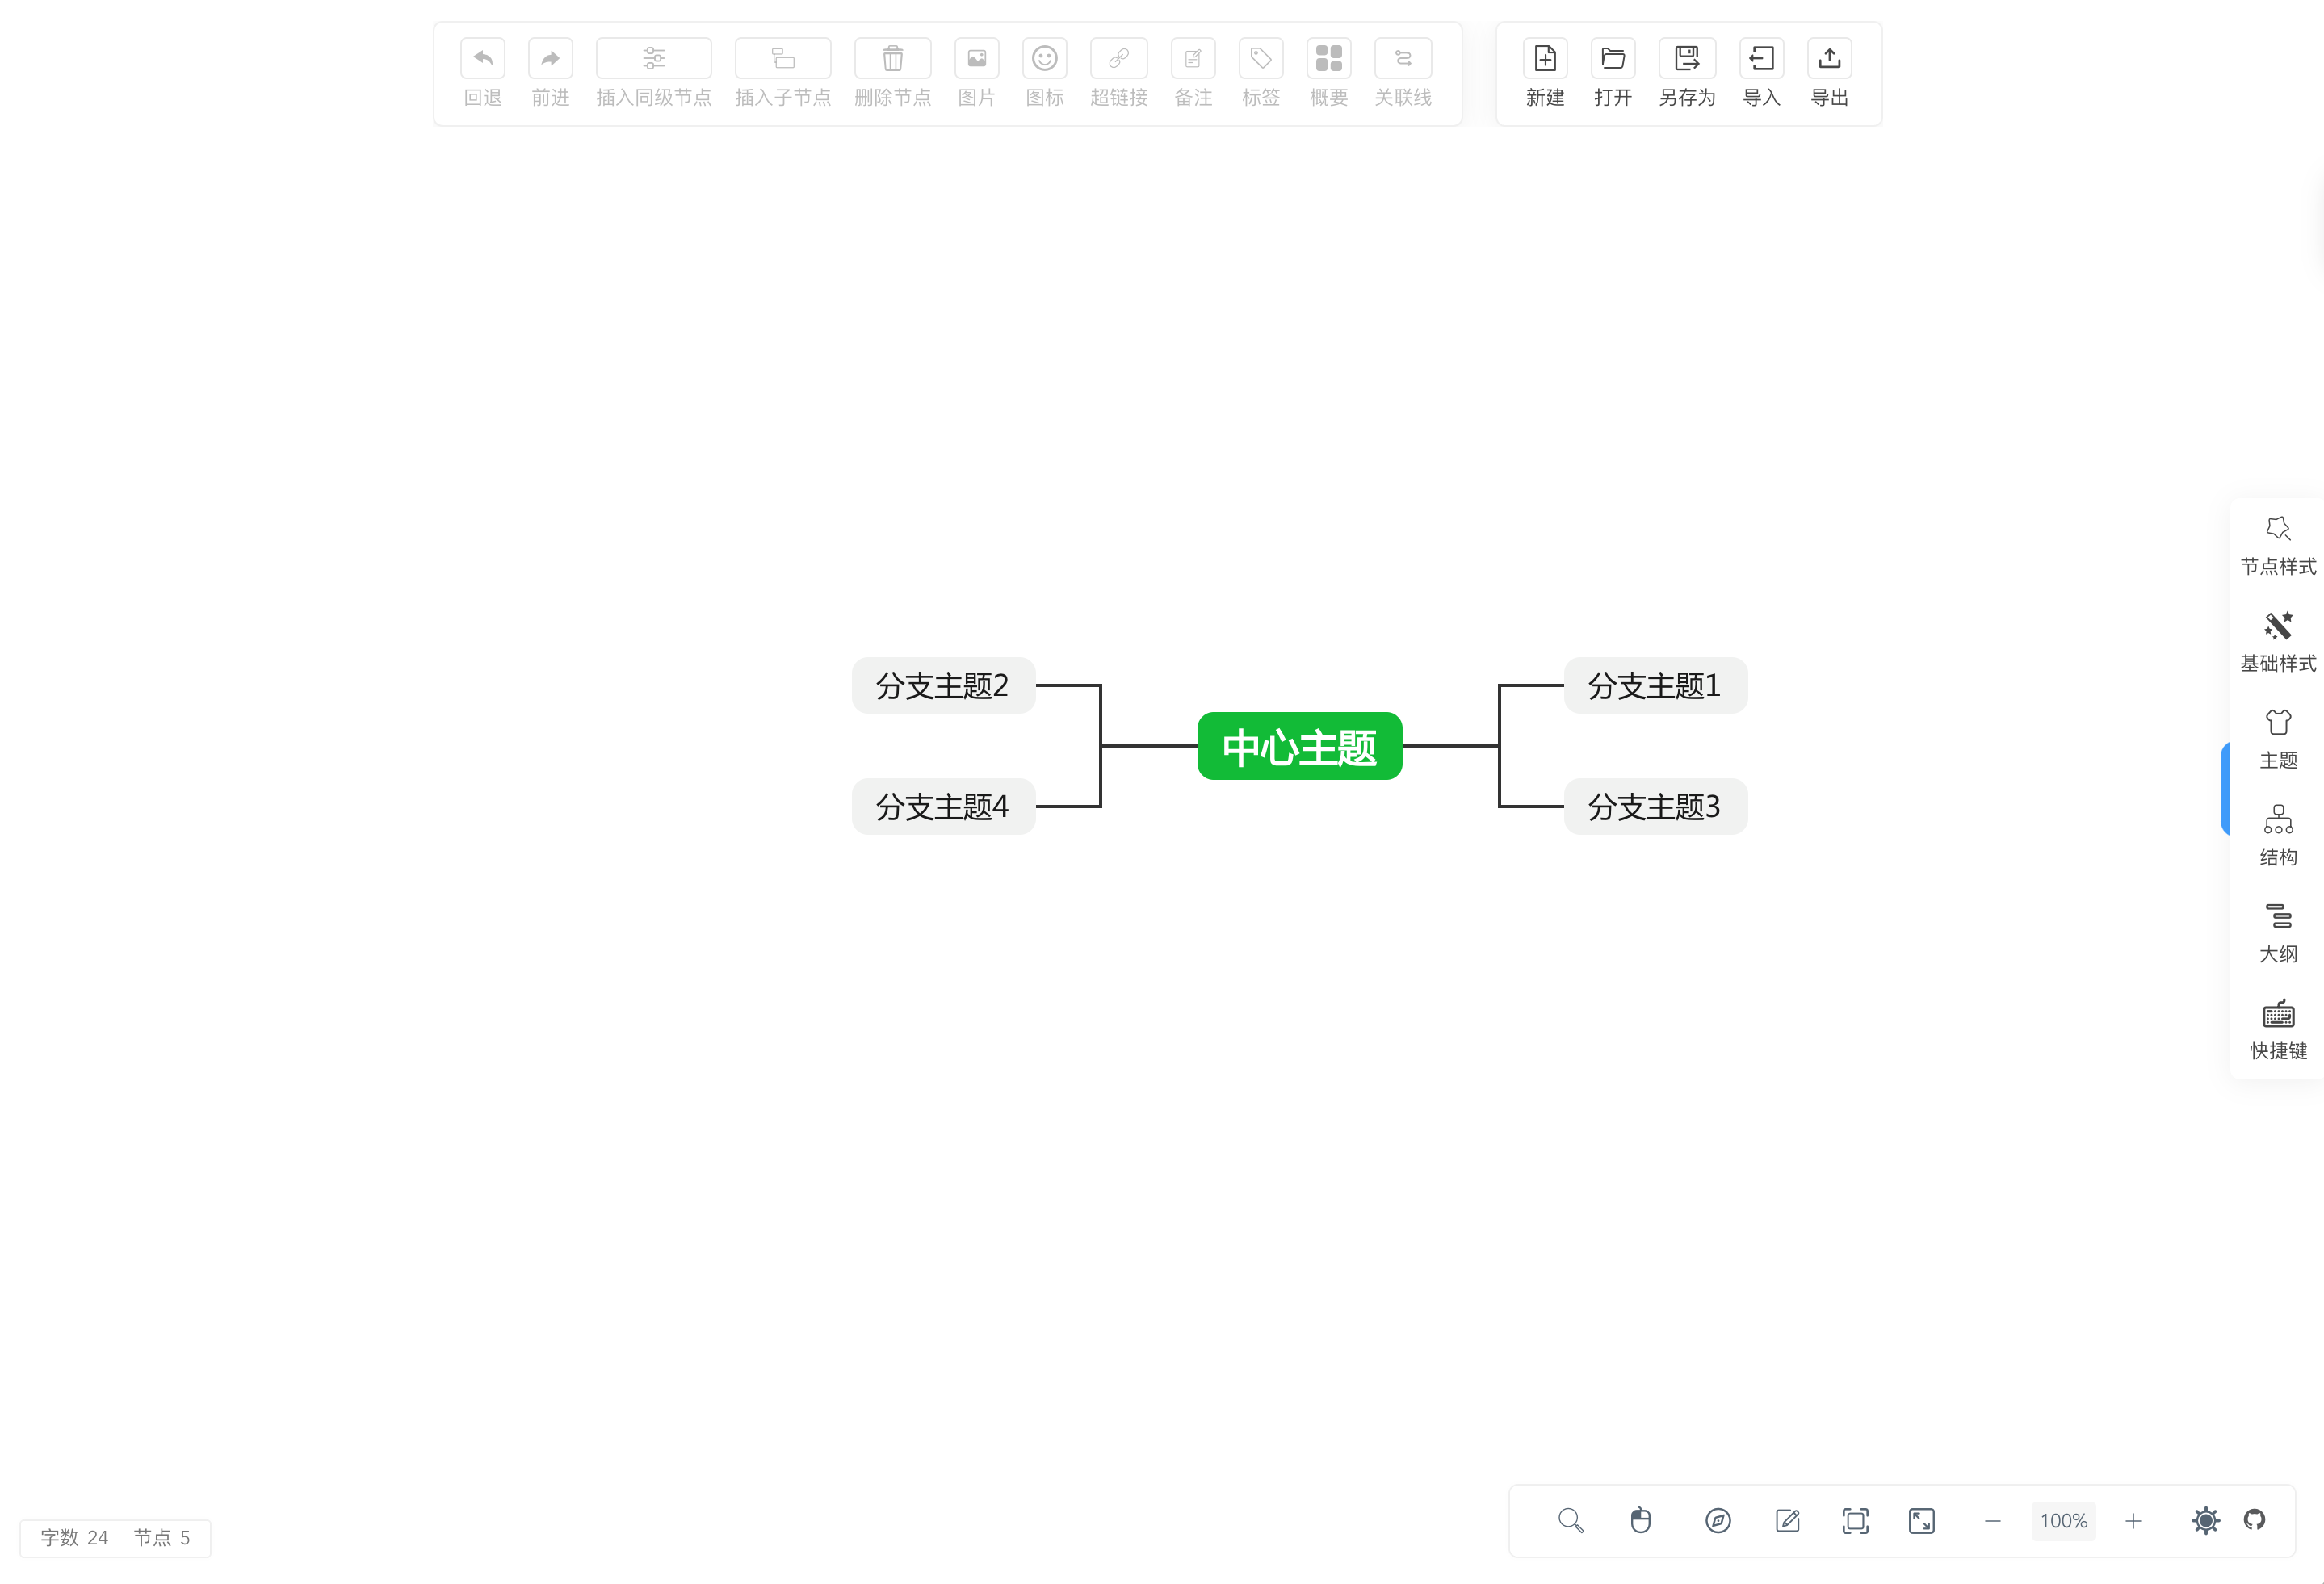 回退 前进 插入同级节点 插入子节点 删除节点 图片 图标 超链接 备注 标签 概要 关联线
新建 打开 另存为 导入 导出
节点样式
基础样式
主题
结构
大纲
快捷键
分支主题2
分支主题4
中心主题
分支主题1
分支主题3
字数 24 节点 5
100%